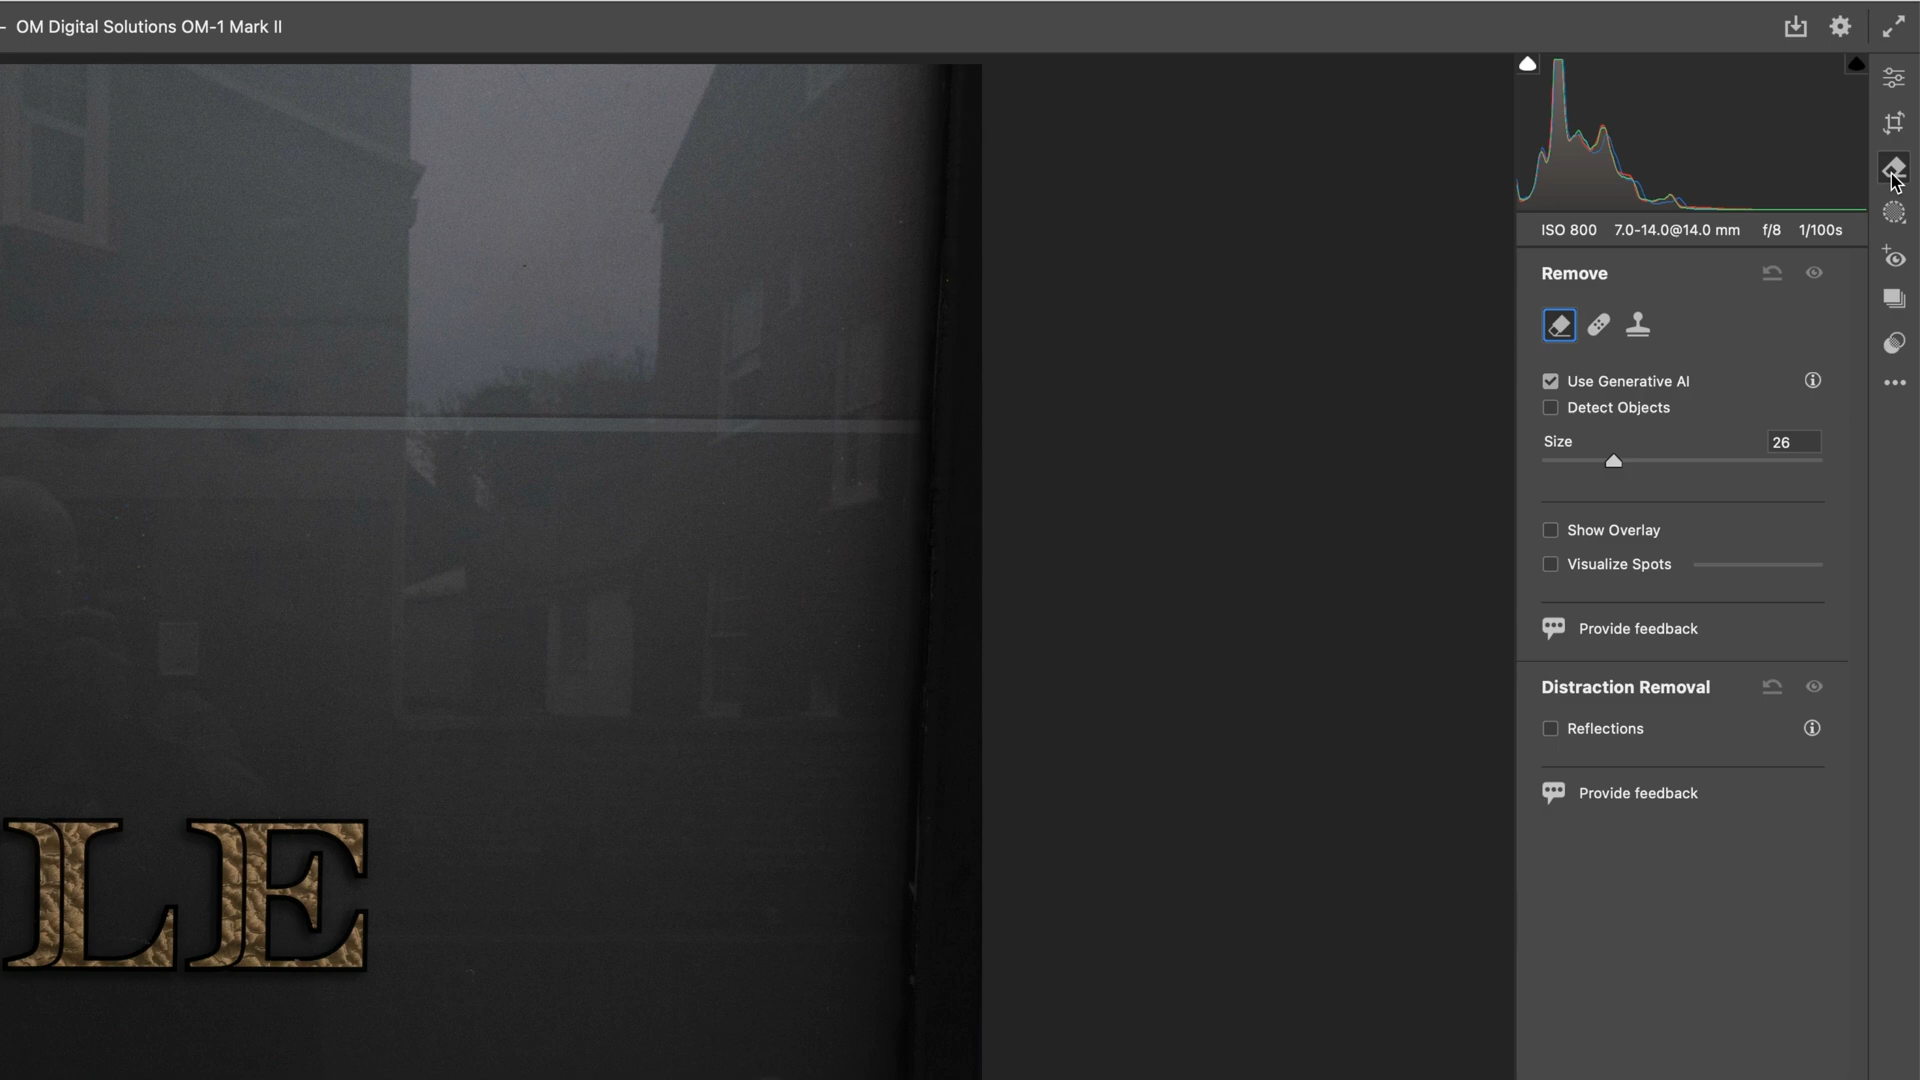 - OM Digital Solutions OM-1 Mark II
ISO 800 7.0-14.0@14.0 mm f/8 1/100s
Remove
Use Generative AI
Detect Objects
Size 26
Show Overlay
Visualize Spots
Provide feedback
Distraction Removal
Reflections
Provide feedback
LE